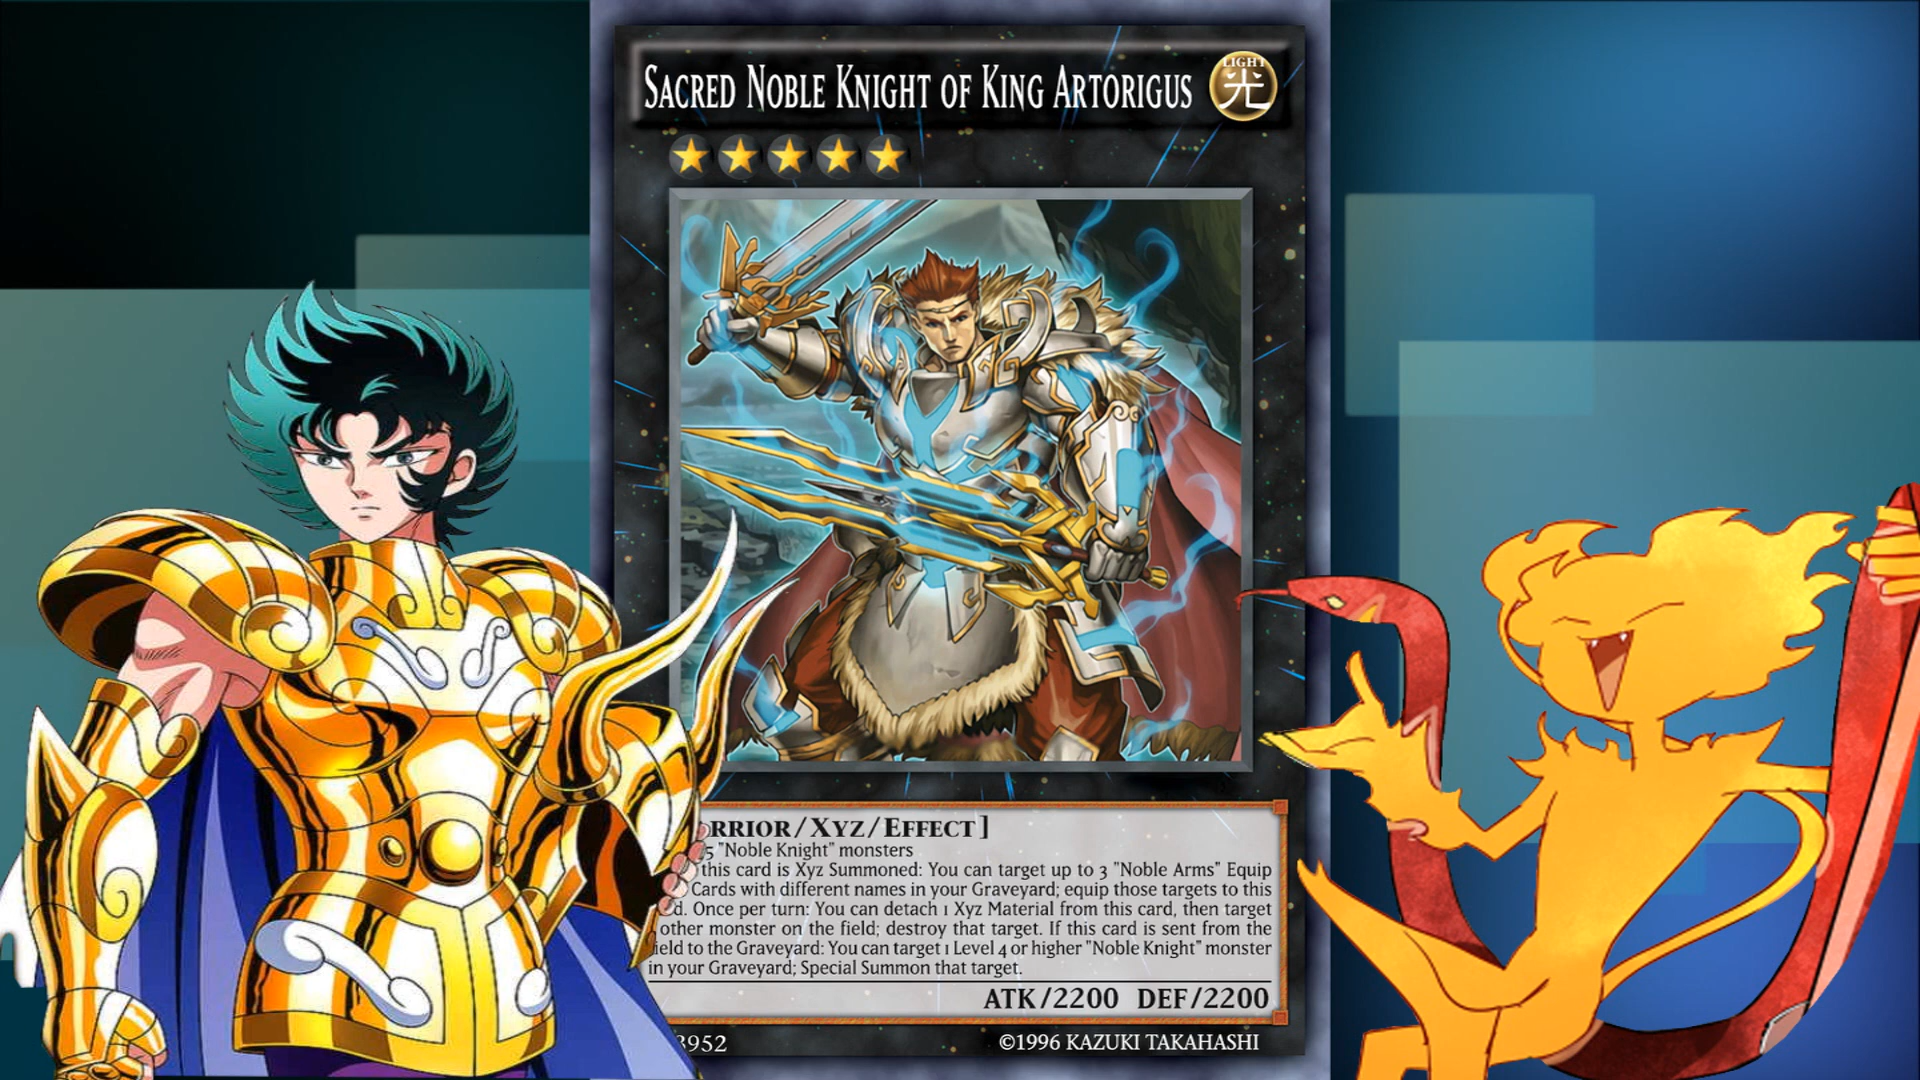 SACRED NOBLE KNIGHT OF KING ARTORIGUS
LIGHT
光
RRIOR/XYZ/EFFECT]
5 "Noble Knight" monsters
this card is Xyz Summoned: You can target up to 3 "Noble Arms" Equip
Cards with different names in your Graveyard; equip those targets to this
d. Once per turn: You can detach 1 Xyz Material from this card, then target
other monster on the field; destroy that target. If this card is sent from the
ield to the Graveyard: You can target 1 Level 4 or higher "Noble Knight" monster
in your Graveyard; Special Summon that target.
ATK/2200 DEF/2200
3952
©1996 KAZUKI TAKAHASHI